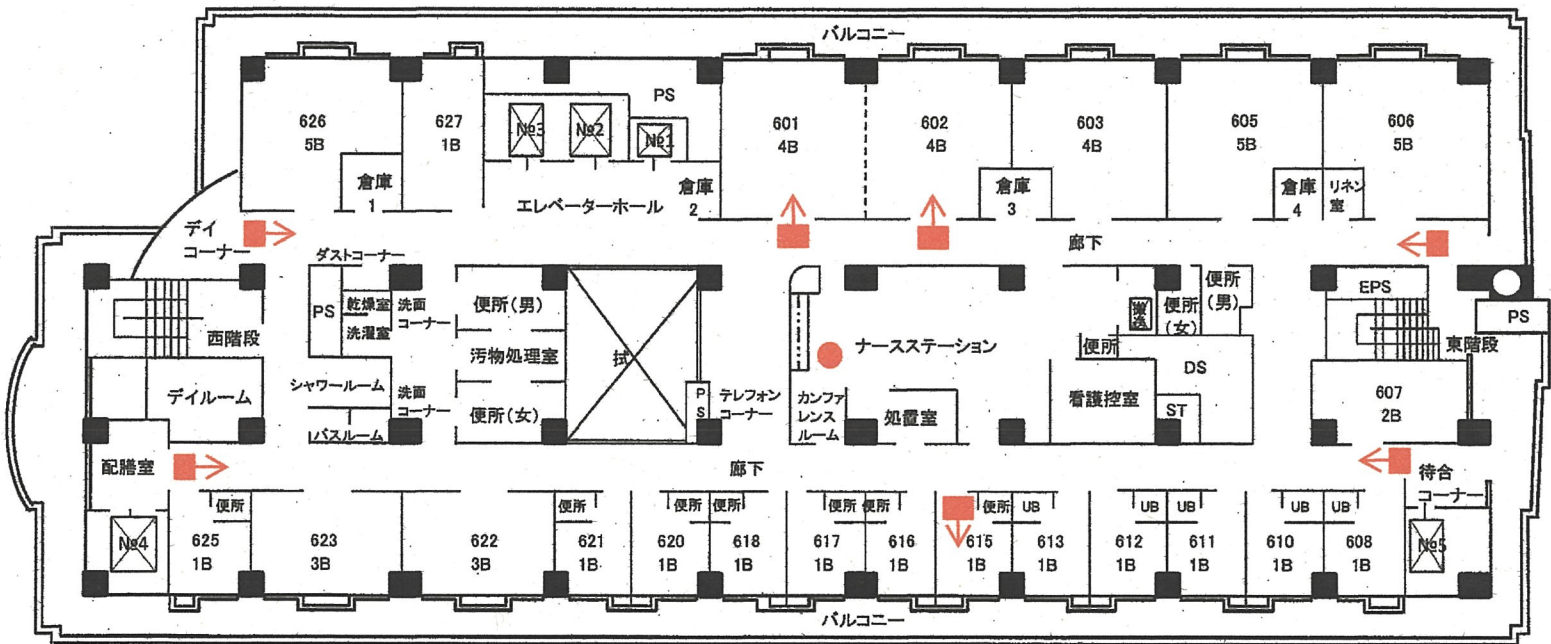 バルコニー
626
5B
627
1B
№3
№2
PS
№1
601
4B
602
4B
603
4B
605
5B
606
5B
倉庫
1
エレベーターホール
倉庫
2
倉庫
3
倉庫
4
リネン
室
デイ
コーナー
廊下
ダストコーナー
PS
乾燥室
洗濯室
洗面
コーナー
便所(男)
西階段
汚物処理室
拭
ナースステーション
便所
(女)
便所
(男)
便所
EPS
PS
東階段
デイルーム
シャワールーム
バスルーム
洗面
コーナー
便所(女)
PS
テレフォン
コーナー
カンファ
レンス
ルーム
処置室
看護控室
DS
ST
607
2B
配膳室
廊下
待合
コーナー
便所
便所
便所
便所
便所
便所
便所
UB
UB
UB
UB
UB
№4
625
1B
623
3B
622
3B
621
1B
620
1B
618
1B
617
1B
616
1B
615
1B
613
1B
612
1B
611
1B
610
1B
608
1B
№5
バルコニー